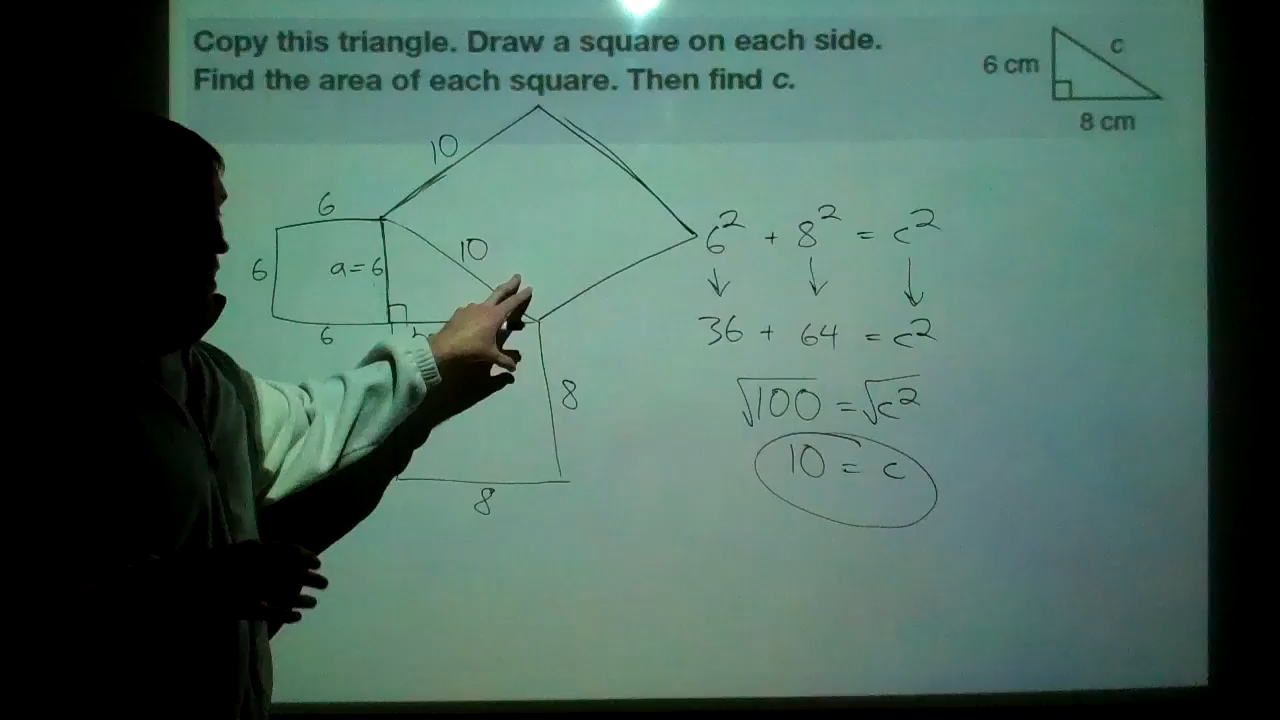 Copy this triangle. Draw a square on each side.
Find the area of each square. Then find c.
6 cm
c
8 cm
10
6
10
6
a=6
6
8
8
6² + 8² = c²
↓ ↓ ↓
36 + 64 = c²
√100 = √c²
10 = c